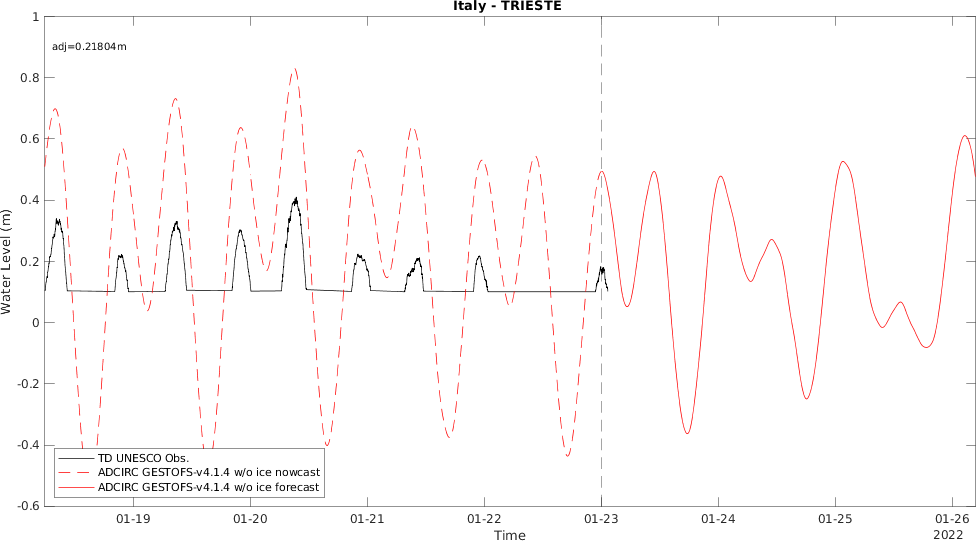 Italy - TRIESTE
adj=0.21804m
1
0.8
0.6
0.4
0.2
0
-0.2
-0.4
-0.6
Water Level (m)
TD UNESCO Obs.
ADCIRC GESTOFS-v4.1.4 w/o ice nowcast
ADCIRC GESTOFS-v4.1.4 w/o ice forecast
01-19 01-20 01-21 01-22 01-23 01-24 01-25 01-26
2022
Time